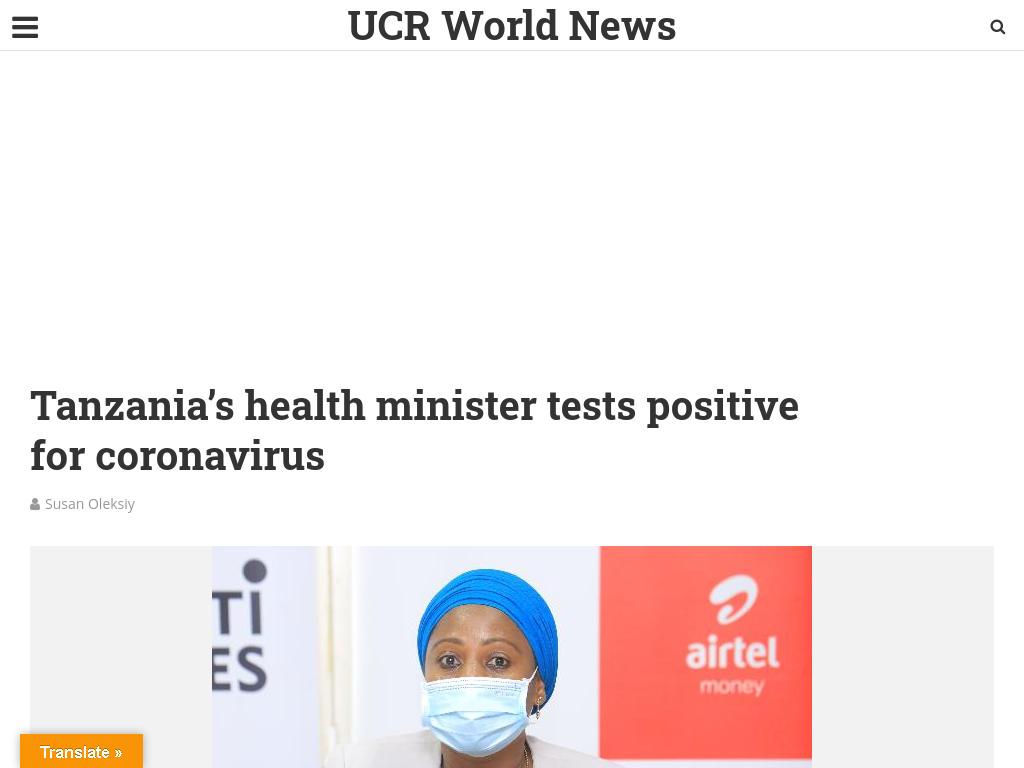 UCR World News
Tanzania’s health minister tests positive
for coronavirus
Susan Oleksiy
TI
ES
airtel
money
Translate »